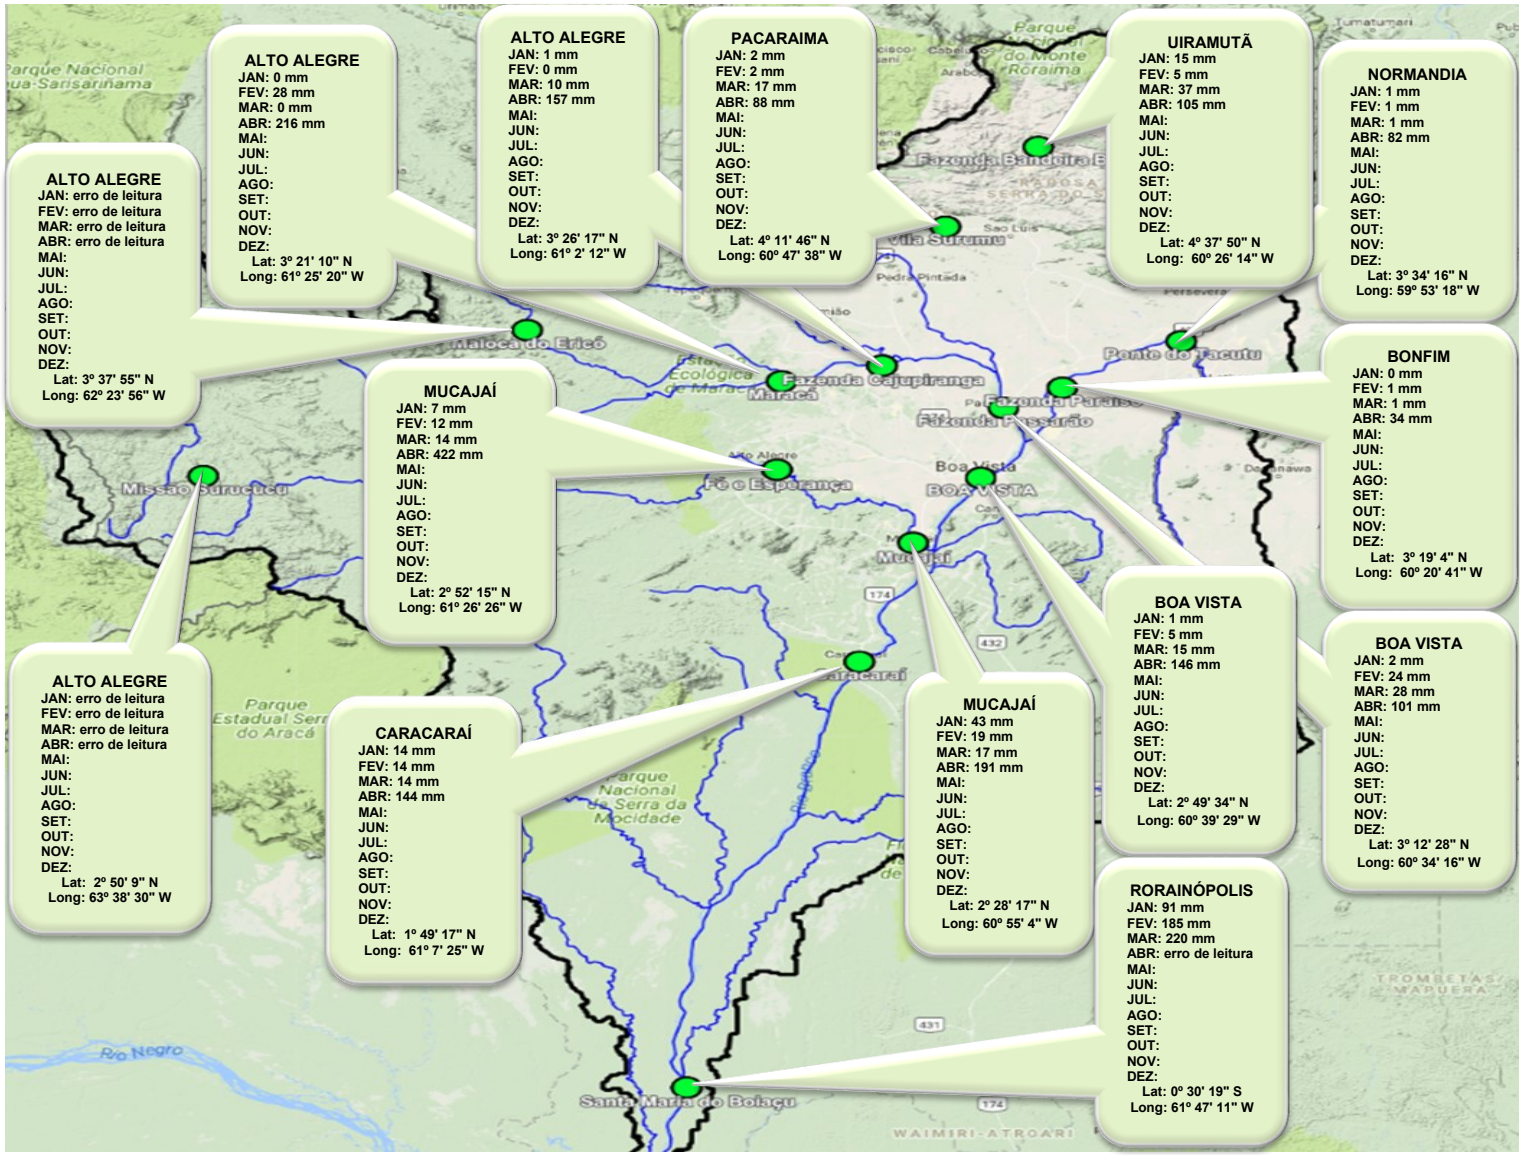 ALTO ALEGRE
JAN: 0 mm
FEV: 28 mm
MAR: 0 mm
ABR: 216 mm
MAI:
JUN:
JUL:
AGO:
SET:
OUT:
NOV:
DEZ:
Lat: 3º 21' 10" N
Long: 61º 25' 20" W
ALTO ALEGRE
JAN: 1 mm
FEV: 0 mm
MAR: 10 mm
ABR: 157 mm
MAI:
JUN:
JUL:
AGO:
SET:
OUT:
NOV:
DEZ:
Lat: 3º 26' 17" N
Long: 61º 2' 12" W
PACARAIMA
JAN: 2 mm
FEV: 2 mm
MAR: 17 mm
ABR: 88 mm
MAI:
JUN:
JUL:
AGO:
SET:
OUT:
NOV:
DEZ:
Lat: 4º 11' 46" N
Long: 60º 47' 38" W
UIRAMUTÃ
JAN: 15 mm
FEV: 5 mm
MAR: 37 mm
ABR: 105 mm
MAI:
JUN:
JUL:
AGO:
SET:
OUT:
NOV:
DEZ:
Lat: 4º 37' 50" N
Long: 60º 26' 14" W
NORMANDIA
JAN: 1 mm
FEV: 1 mm
MAR: 1 mm
ABR: 82 mm
MAI:
JUN:
JUL:
AGO:
SET:
OUT:
NOV:
DEZ:
Lat: 3º 34' 16" N
Long: 59º 53' 18" W
ALTO ALEGRE
JAN: erro de leitura
FEV: erro de leitura
MAR: erro de leitura
ABR: erro de leitura
MAI:
JUN:
JUL:
AGO:
SET:
OUT:
NOV:
DEZ:
Lat: 3º 37' 55" N
Long: 62º 23' 56" W
MUCAJAÍ
JAN: 7 mm
FEV: 12 mm
MAR: 14 mm
ABR: 422 mm
MAI:
JUN:
JUL:
AGO:
SET:
OUT:
NOV:
DEZ:
Lat: 2º 52' 15" N
Long: 61º 26' 26" W
BONFIM
JAN: 0 mm
FEV: 1 mm
MAR: 1 mm
ABR: 34 mm
MAI:
JUN:
JUL:
AGO:
SET:
OUT:
NOV:
DEZ:
Lat: 3º 19' 4" N
Long: 60º 20' 41" W
ALTO ALEGRE
JAN: erro de leitura
FEV: erro de leitura
MAR: erro de leitura
ABR: erro de leitura
MAI:
JUN:
JUL:
AGO:
SET:
OUT:
NOV:
DEZ:
Lat: 2º 50' 9" N
Long: 63º 38' 30" W
CARACARAÍ
JAN: 14 mm
FEV: 14 mm
MAR: 14 mm
ABR: 144 mm
MAI:
JUN:
JUL:
AGO:
SET:
OUT:
NOV:
DEZ:
Lat: 1º 49' 17" N
Long: 61º 7' 25" W
MUCAJAÍ
JAN: 43 mm
FEV: 19 mm
MAR: 17 mm
ABR: 191 mm
MAI:
JUN:
JUL:
AGO:
SET:
OUT:
NOV:
DEZ:
Lat: 2º 28' 17" N
Long: 60º 55' 4" W
BOA VISTA
JAN: 1 mm
FEV: 5 mm
MAR: 15 mm
ABR: 146 mm
MAI:
JUN:
JUL:
AGO:
SET:
OUT:
NOV:
DEZ:
Lat: 2º 49' 34" N
Long: 60º 39' 29" W
BOA VISTA
JAN: 2 mm
FEV: 24 mm
MAR: 28 mm
ABR: 101 mm
MAI:
JUN:
JUL:
AGO:
SET:
OUT:
NOV:
DEZ:
Lat: 3º 12' 28" N
Long: 60º 34' 16" W
RORAINÓPOLIS
JAN: 91 mm
FEV: 185 mm
MAR: 220 mm
ABR: erro de leitura
MAI:
JUN:
JUL:
AGO:
SET:
OUT:
NOV:
DEZ:
Lat: 0º 30' 19" S
Long: 61º 47' 11" W
Parque
do Monte
Roraima
Tumatumari
Parque Nacional
Fazenda Bandeira B
Vila Surumu
Sao Luis
Pedra Pintada
Maloca do Ericó
Ponte do Tacutu
Ecológica
Fazenda Cajupiranga
Maracá
Fazenda Paraíso
Fazenda Passarão
Alto Alegre
Fé e Esperança
Boa Vista
BOA VISTA
Missão Surucucu
Mucajaí
174
432
Caracaraí
Parque
Estadual Serra
do Aracá
Parque
Nacional
da Serra da
Mocidade
Rio Branco
TROMBETAS/
MAPUERA
431
Rio Negro
Santa Maria do Boiaçu
174
WAIMIRI-ATROARI